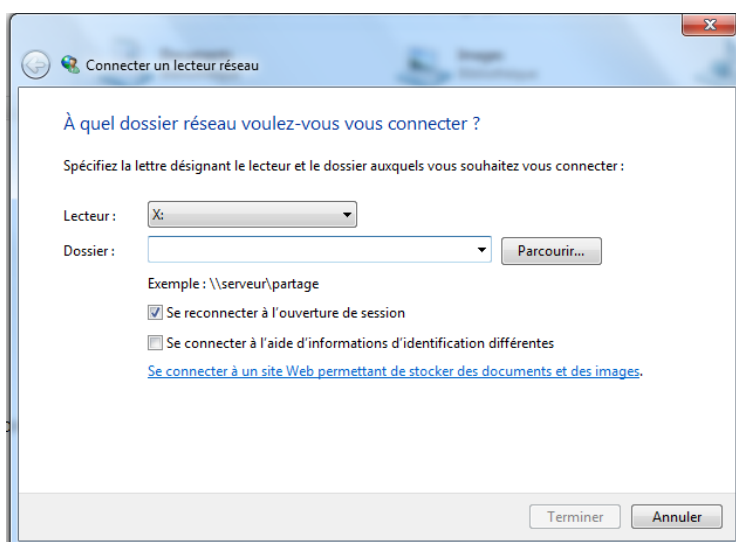 Connecter un lecteur réseau
À quel dossier réseau voulez-vous vous connecter ?
Spécifiez la lettre désignant le lecteur et le dossier auxquels vous souhaitez vous connecter :
Lecteur : X:
Dossier : Parcourir...
Exemple : \\serveur\partage
Se reconnecter à l'ouverture de session
Se connecter à l'aide d'informations d'identification différentes
Se connecter à un site Web permettant de stocker des documents et des images.
Terminer Annuler